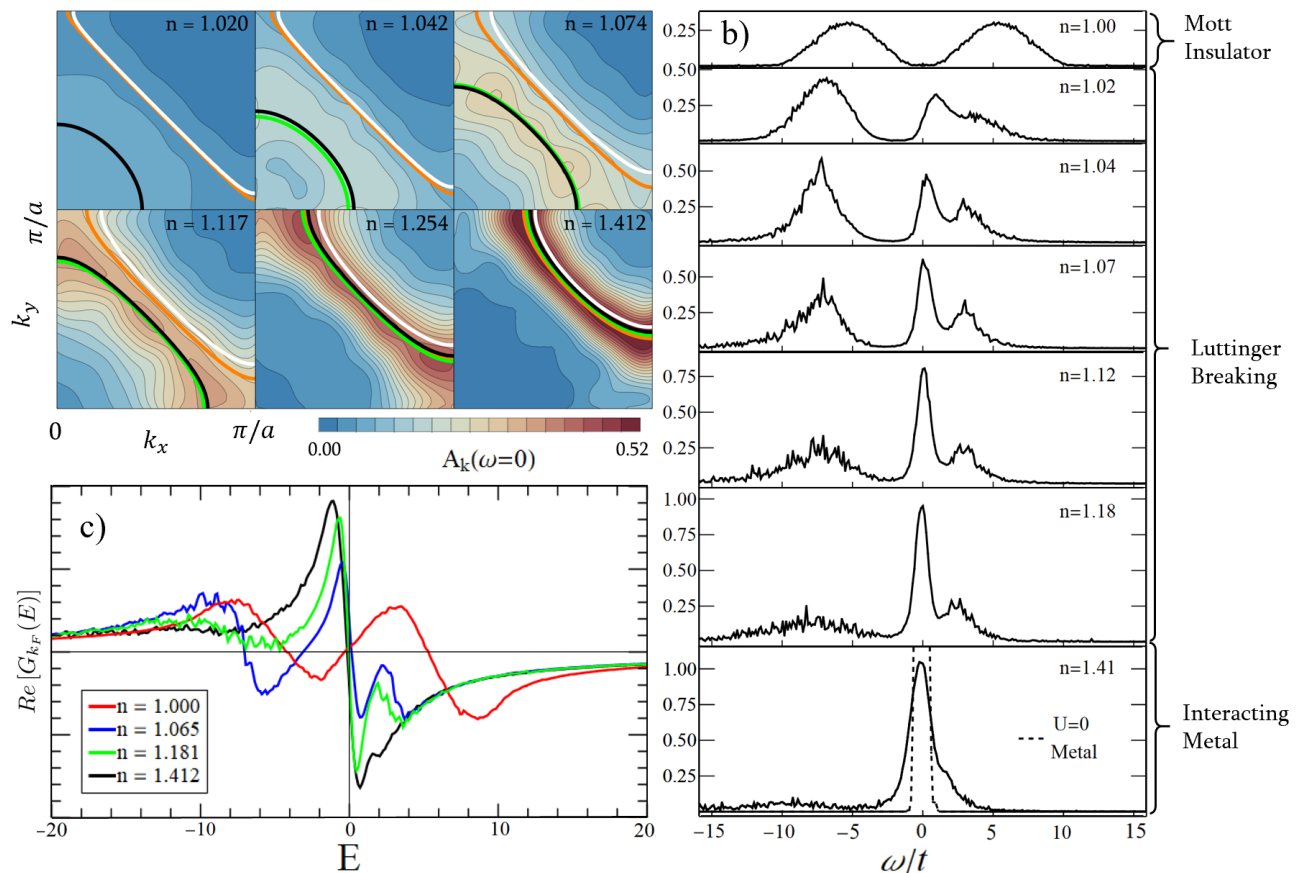 n = 1.020
n = 1.042
n = 1.074
n = 1.117
n = 1.254
n = 1.412
π/a
k_y
0
k_x
π/a
0.00
0.52
A_k(ω=0)
c)
Re [G_{k_F}(E)]
n = 1.000
n = 1.065
n = 1.181
n = 1.412
−20
−10
0
10
20
E
b)
0.25
n=1.00
Mott
Insulator
0.50
0.25
n=1.02
0.50
0.25
n=1.04
0.50
0.25
n=1.07
0.75
0.50
0.25
n=1.12
1.00
0.75
0.50
0.25
n=1.18
Luttinger
Breaking
1.00
0.75
0.50
0.25
n=1.41
U=0
Metal
Interacting
Metal
−15
−10
−5
0
5
10
15
ω/t